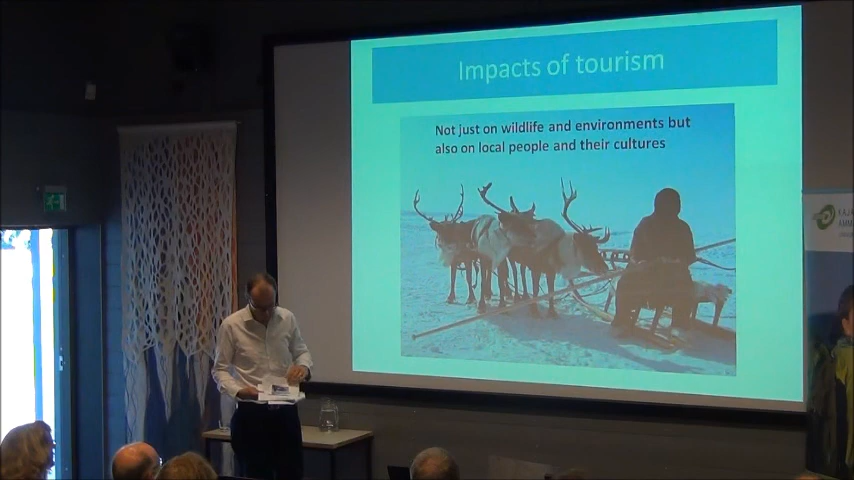 Impacts of tourism
Not just on wildlife and environments but
also on local people and their cultures